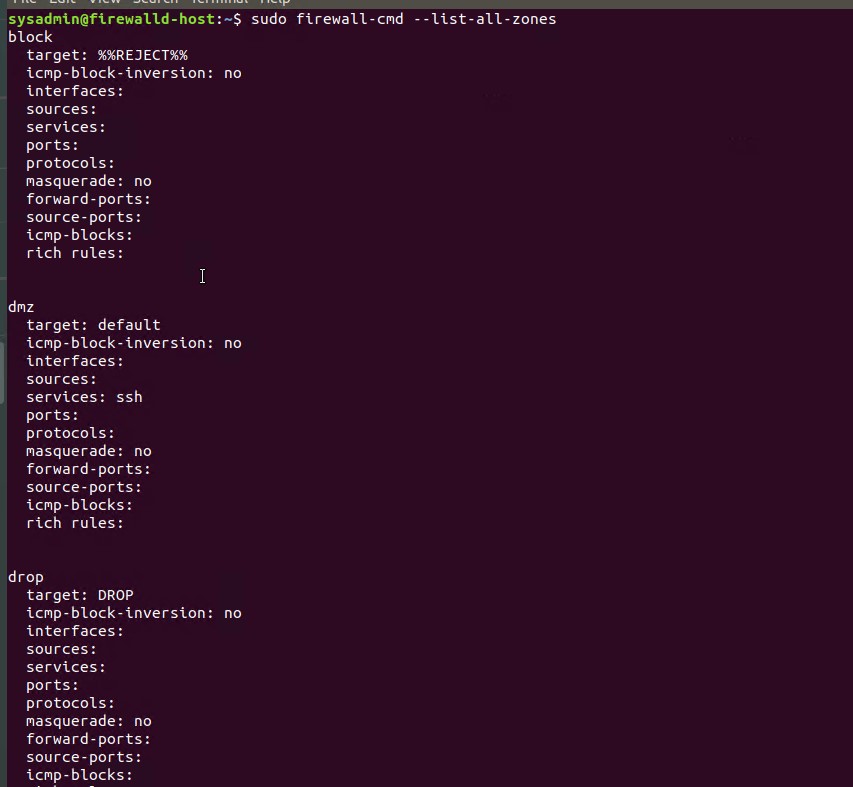 File Edit View Search Terminal Help
sysadmin@firewalld-host:~$ sudo firewall-cmd --list-all-zones
block
  target: %%REJECT%%
  icmp-block-inversion: no
  interfaces:
  sources:
  services:
  ports:
  protocols:
  masquerade: no
  forward-ports:
  source-ports:
  icmp-blocks:
  rich rules:
dmz
  target: default
  icmp-block-inversion: no
  interfaces:
  sources:
  services: ssh
  ports:
  protocols:
  masquerade: no
  forward-ports:
  source-ports:
  icmp-blocks:
  rich rules:
drop
  target: DROP
  icmp-block-inversion: no
  interfaces:
  sources:
  services:
  ports:
  protocols:
  masquerade: no
  forward-ports:
  source-ports:
  icmp-blocks: